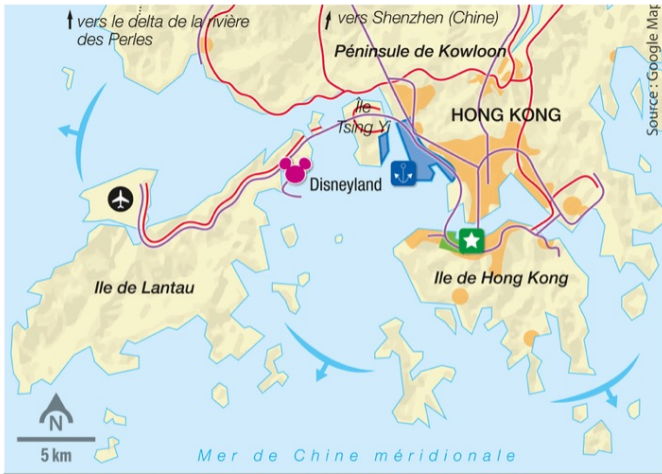 vers le delta de la rivière
des Perles
vers Shenzhen (Chine)
Péninsule de Kowloon
Source : Google Map
Île
Tsing Yi
HONG KONG
Disneyland
Ile de Lantau
Ile de Hong Kong
N
5 km
Mer de Chine méridionale